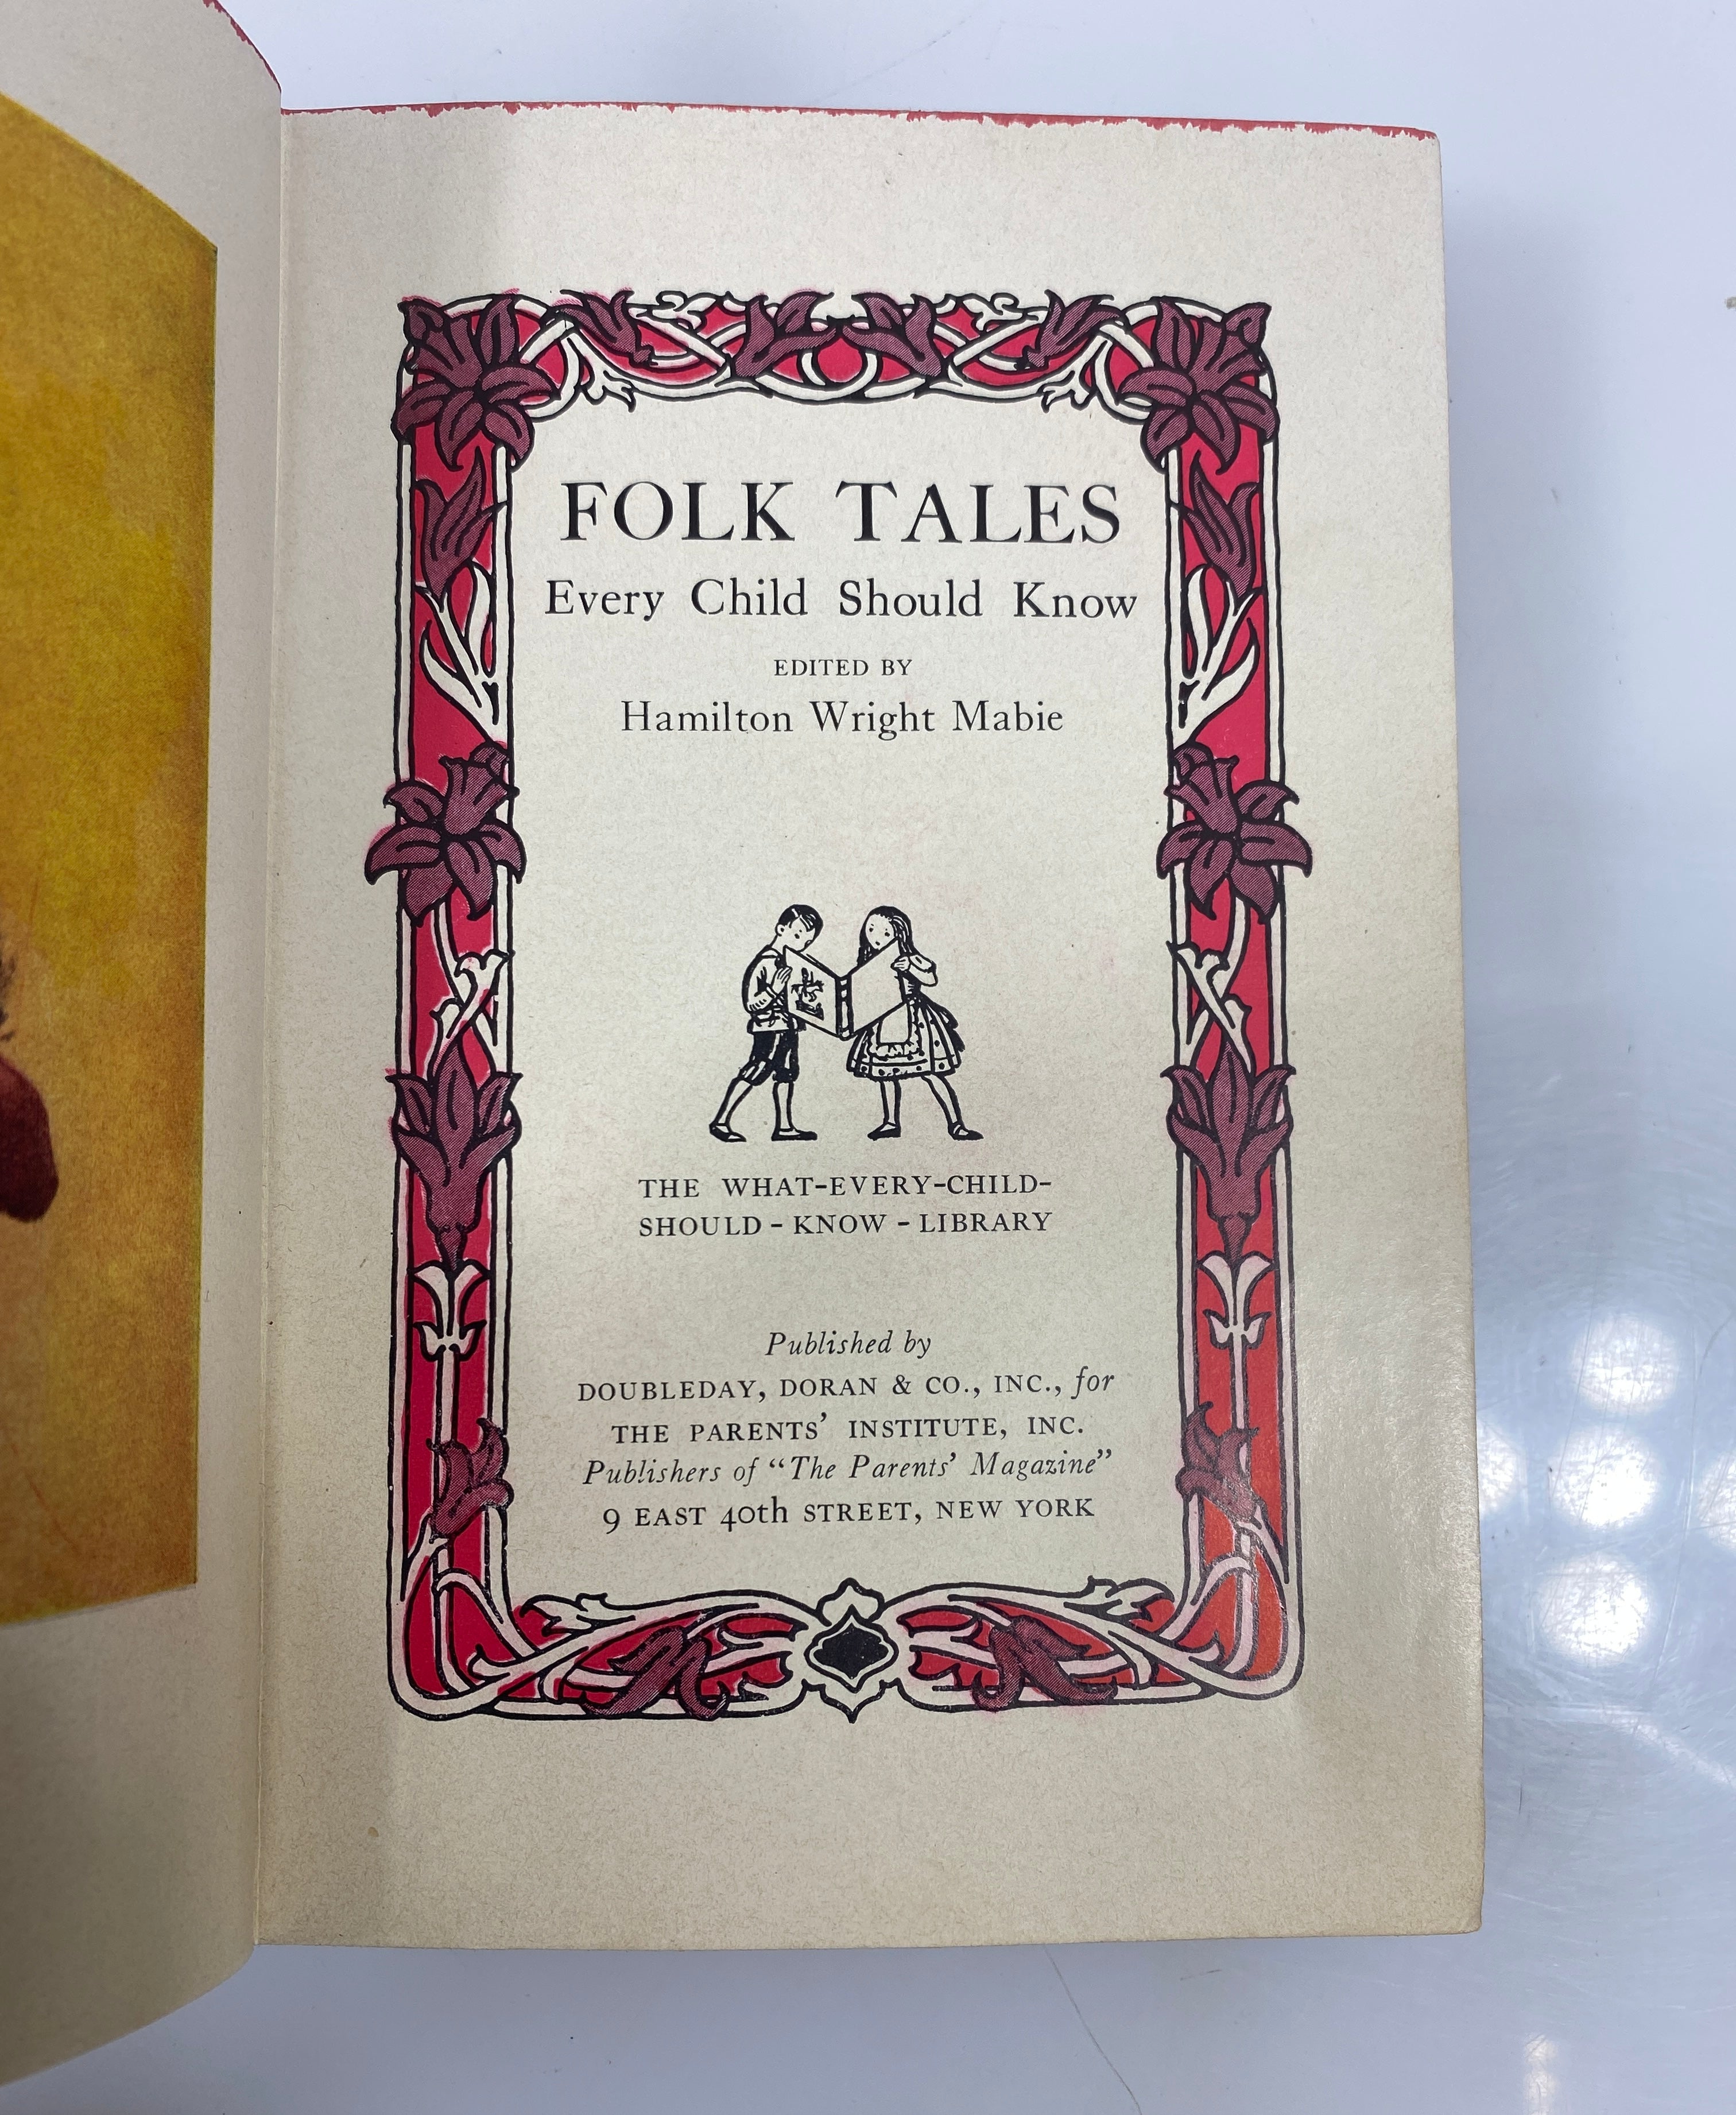 FOLK TALES
Every Child Should Know
EDITED BY
Hamilton Wright Mabie
THE WHAT-EVERY-CHILD-
SHOULD - KNOW - LIBRARY
Published by
DOUBLEDAY, DORAN & CO., INC., for
THE PARENTS’ INSTITUTE, INC.
Publishers of “The Parents’ Magazine”
9 EAST 40th STREET, NEW YORK